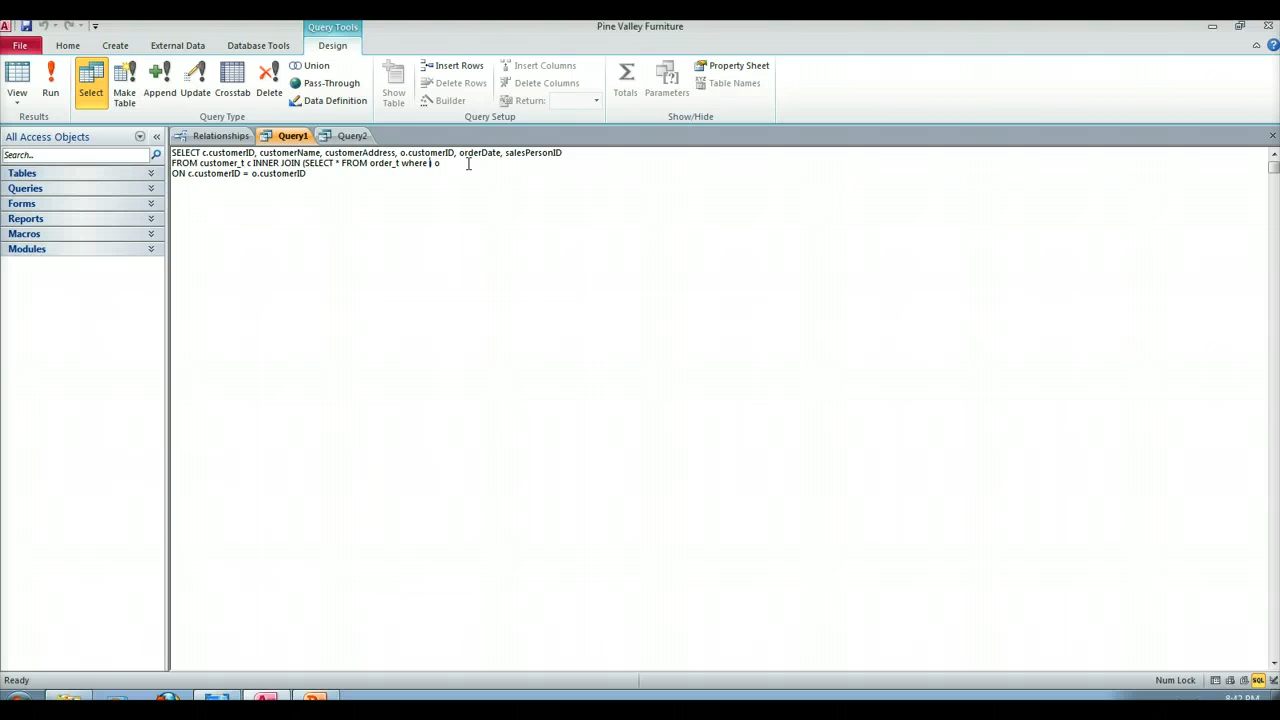 Query Tools
Pine Valley Furniture
File
Home
Create
External Data
Database Tools
Design
View
Run
Select
Make
Table
Append
Update
Crosstab
Delete
Union
Pass-Through
Data Definition
Show
Table
Insert Rows
Delete Rows
Builder
Insert Columns
Delete Columns
Return:
Totals
Parameters
Property Sheet
Table Names
Results
Query Type
Query Setup
Show/Hide
All Access Objects
Relationships
Query1
Query2
Search...
Tables
Queries
Forms
Reports
Macros
Modules
SELECT c.customerID, customerName, customerAddress, o.customerID, orderDate, salesPersonID
FROM customer_t c INNER JOIN (SELECT * FROM order_t where ) o
ON c.customerID = o.customerID
Ready
Num Lock
SQL
8:42 PM